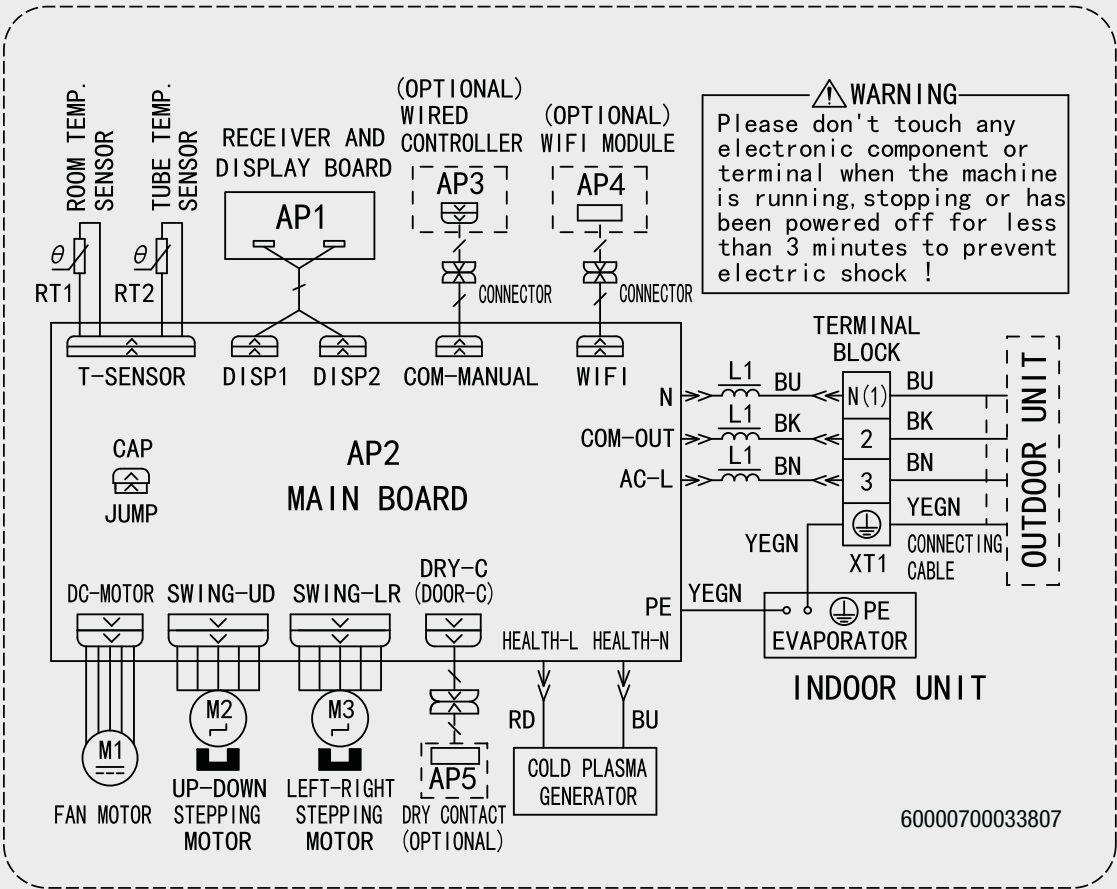 ROOM TEMP.
SENSOR
TUBE TEMP.
SENSOR
RECEIVER AND
DISPLAY BOARD
(OPTIONAL)
WIRED
CONTROLLER
(OPTIONAL)
WIFI MODULE
WARNING
Please don't touch any
electronic component or
terminal when the machine
is running,stopping or has
been powered off for less
than 3 minutes to prevent
electric shock !
AP1
AP3
AP4
θ
RT1
θ
RT2
CONNECTOR
CONNECTOR
T-SENSOR
DISP1
DISP2
COM-MANUAL
WIFI
TERMINAL
BLOCK
N
L1
BU
N(1)
BU
COM-OUT
L1
BK
2
BK
AC-L
L1
BN
3
BN
YEGN
YEGN
XT1
CONNECTING
CABLE
OUTDOOR UNIT
CAP
JUMP
AP2
MAIN BOARD
DC-MOTOR
SWING-UD
SWING-LR
DRY-C
(DOOR-C)
HEALTH-L
HEALTH-N
PE
YEGN
PE
EVAPORATOR
INDOOR UNIT
M1
FAN MOTOR
M2
UP-DOWN
STEPPING
MOTOR
M3
LEFT-RIGHT
STEPPING
MOTOR
AP5
DRY CONTACT
(OPTIONAL)
RD
BU
COLD PLASMA
GENERATOR
60000700033807